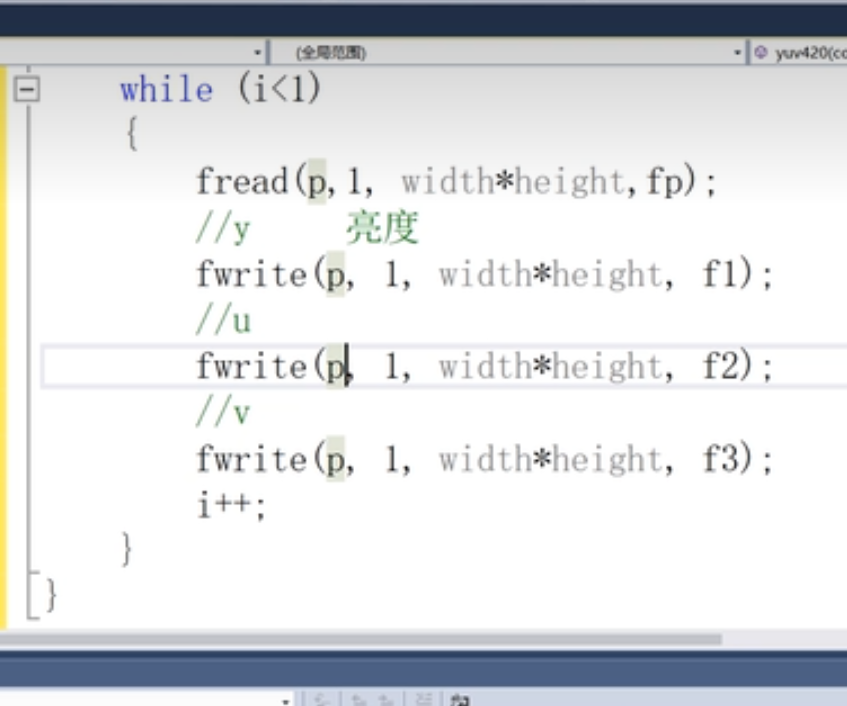 (全局范围) yuv420(co
while (i<1)
{
fread(p,1, width*height,fp);
//y 亮度
fwrite(p, 1, width*height, f1);
//u
fwrite(p, 1, width*height, f2);
//v
fwrite(p, 1, width*height, f3);
i++;
}
}